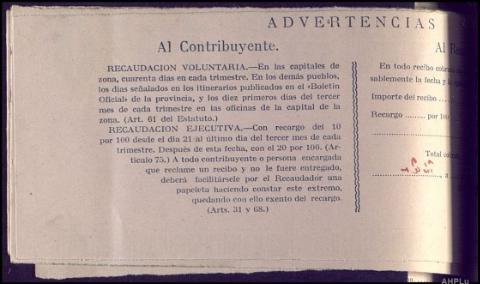 ADVERTENCIAS
Al Contribuyente.
RECAUDACION VOLUNTARIA.—En las capitales de
zona, cuarenta días en cada trimestre. En los demás pueblos,
los días señalados en los itinerarios publicados en el «Boletín
Oficial» de la provincia, y los diez primeros días del tercer
mes de cada trimestre en las oficinas de la capital de la
zona. (Art. 61 del Estatuto.)
RECAUDACION EJECUTIVA.—Con recargo del 10
por 100 desde el día 21 al último día del tercer mes de cada
trimestre. Después de esta fecha, con el 20 por 100. (Ar-
tículo 75.) A todo contribuyente o persona encargada
que reclame un recibo y no le fuere entregado,
deberá facilitársele por el Recaudador una
papeleta haciendo constar este extremo,
quedando con ello exento del recargo.
(Arts. 31 y 68.)
Al
En todo recibo
sablemente la fecha y
Importe del recibo
Recargo ........ por 100
Total
AHPLu